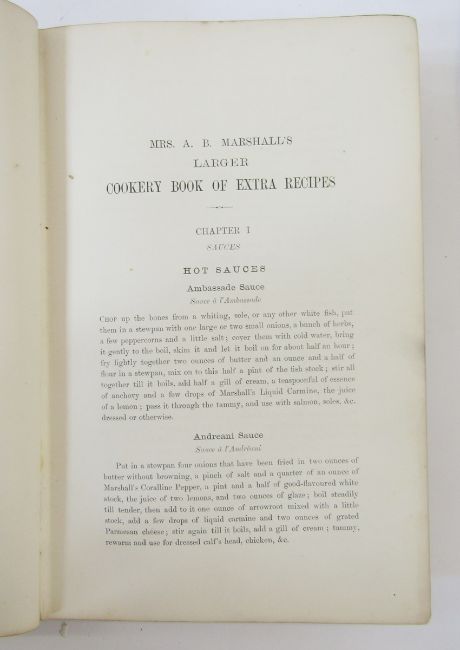 MRS. A. B. MARSHALL'S
LARGER
COOKERY BOOK OF EXTRA RECIPES
CHAPTER I
SAUCES
HOT SAUCES
Ambassade Sauce
Sauce à l'Ambassade
CHOP up the bones from a whiting, sole, or any other white fish, put
them in a stewpan with one large or two small onions, a bunch of herbs,
a few peppercorns and a little salt; cover them with cold water, bring
it gently to the boil, skim it and let it boil on for about half an hour;
fry lightly together two ounces of butter and an ounce and a half of
flour in a stewpan, mix on to this half a pint of the fish stock; stir all
together till it boils, add half a gill of cream, a teaspoonful of essence
of anchovy and a few drops of Marshall's Liquid Carmine, the juice
of a lemon; pass it through the tammy, and use with salmon, soles, &c.
dressed or otherwise.
Andreani Sauce
Sauce à l'Andréani
Put in a stewpan four onions that have been fried in two ounces of
butter without browning, a pinch of salt and a quarter of an ounce of
Marshall's Coralline Pepper, a pint and a half of good-flavoured white
stock, the juice of two lemons, and two ounces of glaze; boil steadily
till tender, then add to it one ounce of arrowroot mixed with a little
stock, add a few drops of liquid carmine and two ounces of grated
Parmesan cheese; stir again till it boils, add a gill of cream; tammy,
rewarm and use for dressed calf's head, chicken, &c.